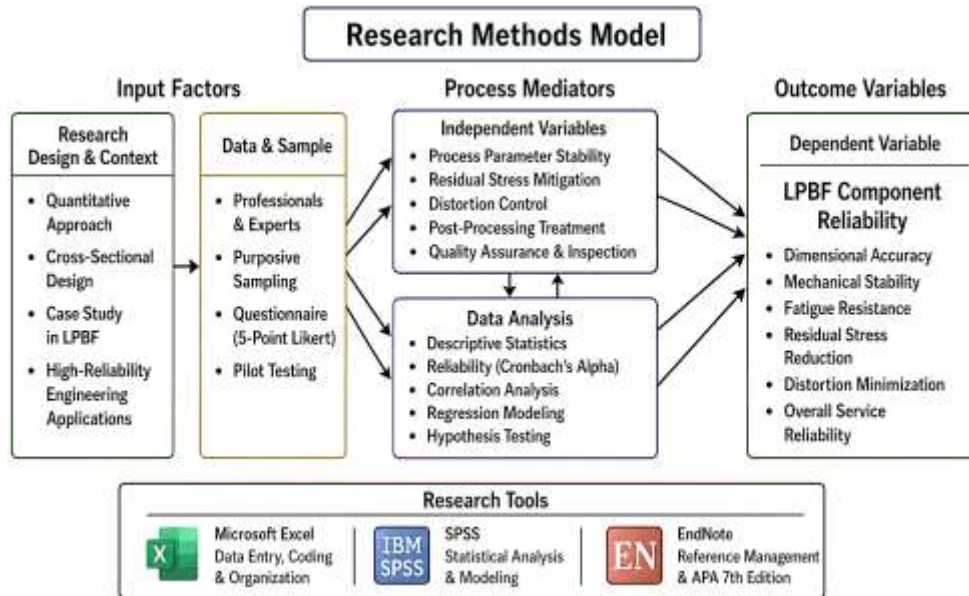 Research Methods Model
Input Factors
Research
Design & Context
• Quantitative
Approach
• Cross-Sectional
Design
• Case Study
in LPBF
• High-Reliability
Engineering
Applications
Data & Sample
• Professionals
& Experts
• Purposive
Sampling
• Questionnaire
(5-Point Likert)
• Pilot Testing
Process Mediators
Independent Variables
• Process Parameter Stability
• Residual Stress Mitigation
• Distortion Control
• Post-Processing Treatment
• Quality Assurance & Inspection
Data Analysis
• Descriptive Statistics
• Reliability (Cronbach's Alpha)
• Correlation Analysis
• Regression Modeling
• Hypothesis Testing
Outcome Variables
Dependent Variable
LPBF Component
Reliability
• Dimensional Accuracy
• Mechanical Stability
• Fatigue Resistance
• Residual Stress
Reduction
• Distortion Minimization
• Overall Service
Reliability
Research Tools
X
Microsoft Excel
Data Entry, Coding
& Organization
IBM
SPSS
SPSS
Statistical Analysis
& Modeling
EN
EndNote
Reference Management
& APA 7th Edition